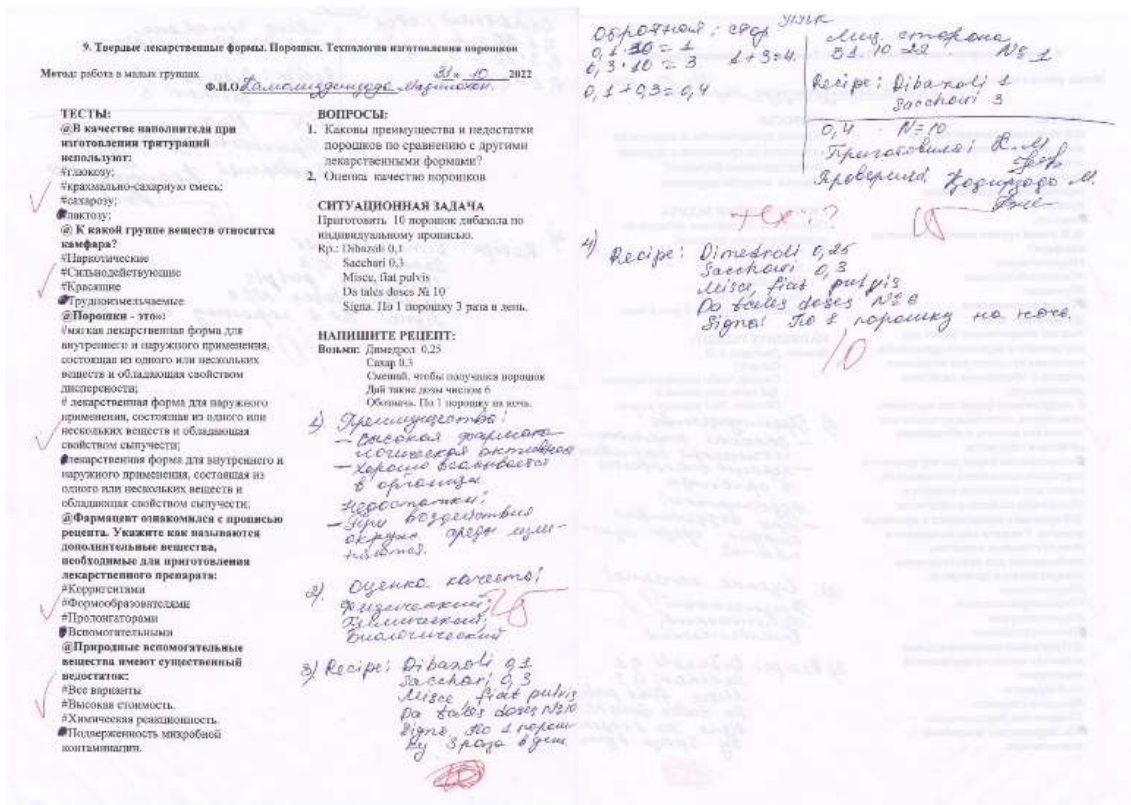 9. Твердые лекарственные формы. Порошки. Технология изготовления порошков
Метод: работа в малых группах
31» 10 2022
Ф.И.О.
ТЕСТЫ:
@В качестве наполнителя при
изготовлении тритураций
используют:
#глюкозу;
#крахмально-сахарную смесь;
#сахарозу;
#лактозу;
@ К какой группе веществ относится
камфара?
#Наркотические
#Сильнодействующие
#Красящие
#Трудноизмельчаемые
@Порошки - это»:
#мягкая лекарственная форма для
внутреннего и наружного применения,
состоящая из одного или нескольких
веществ и обладающая свойством
дисперсности;
# лекарственная форма для наружного
применения, состоящая из одного или
нескольких веществ и обладающая
свойством сыпучести;
лекарственная форма для внутреннего и
наружного применения, состоящая из
одного или нескольких веществ и
обладающая свойством сыпучести;
@Фармацевт ознакомился с прописью
рецепта. Укажите как называются
дополнительные вещества,
необходимые для приготовления
лекарственного препарата:
#Корригентами
#Формообразователями
#Пролонгаторами
#Вспомогательными
@Природные вспомогательные
вещества имеют существенный
недостаток:
#Все варианты
#Высокая стоимость.
#Химическая реакционность.
#Подверженность микробной
контаминации.
ВОПРОСЫ:
1. Каковы преимущества и недостатки
порошков по сравнению с другими
лекарственными формами?
2. Оценка качество порошков
СИТУАЦИОННАЯ ЗАДАЧА
Приготовить 10 порошок дибазола по
индивидуальному прописью.
Rp.: Dibazoli 0,1
Sacchari 0,3
Misce, fiat pulvis
Da tales doses № 10
Signa. По 1 порошку 3 раза в день.
НАПИШИТЕ РЕЦЕПТ:
Возьми: Димедрол 0,25
Сахар 0,3
Смешай, чтобы получился порошок
Дай такие дозы числом 6
Обозначь. По 1 порошку на ночь.
1) Преимущество:
– высокая фармако-
логическая активност
– хорошо всасывается
в организм
Недостатки:
– При воздействия
окружн. среды изме-
няются.
2) Оценка качество:
Физический;
Химический;
Биологический
3) Recipe: Dibazoli 0,1
Sacchari 0,3
Misce, fiat pulvis
Da tales doses №10
Signa. По 1 порош-
ку 3 раза в день
10
Обротная: стор
0,1·10 = 1
0,3·10 = 3 1+3=4.
0,1+0,3=0,4
Лиц. сторона
31.10.22 №1
Recipe: Dibazoli 1
Sacchari 3
0,4 N=10
Приготовила: К.М
Проверила: М.
4) Recipe: Dimedroli 0,25
Sacchari 0,3
Misce, fiat pulvis
Da tales doses №6
Signa: По 1 порошку на ночь.
10